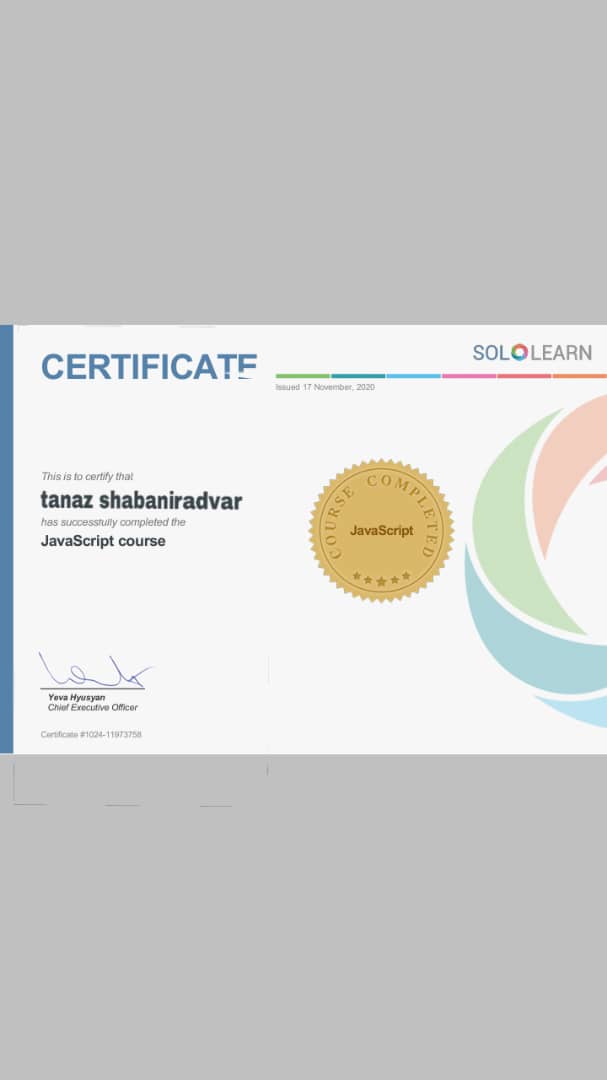 CERTIFICATE
SOLOLEARN
Issued 17 November, 2020
This is to certify that
tanaz shabaniradvar
has successfully completed the
JavaScript course
COURSE COMPLETED
JavaScript
Yeva Hyusyan
Chief Executive Officer
Certificate #1024-11973758